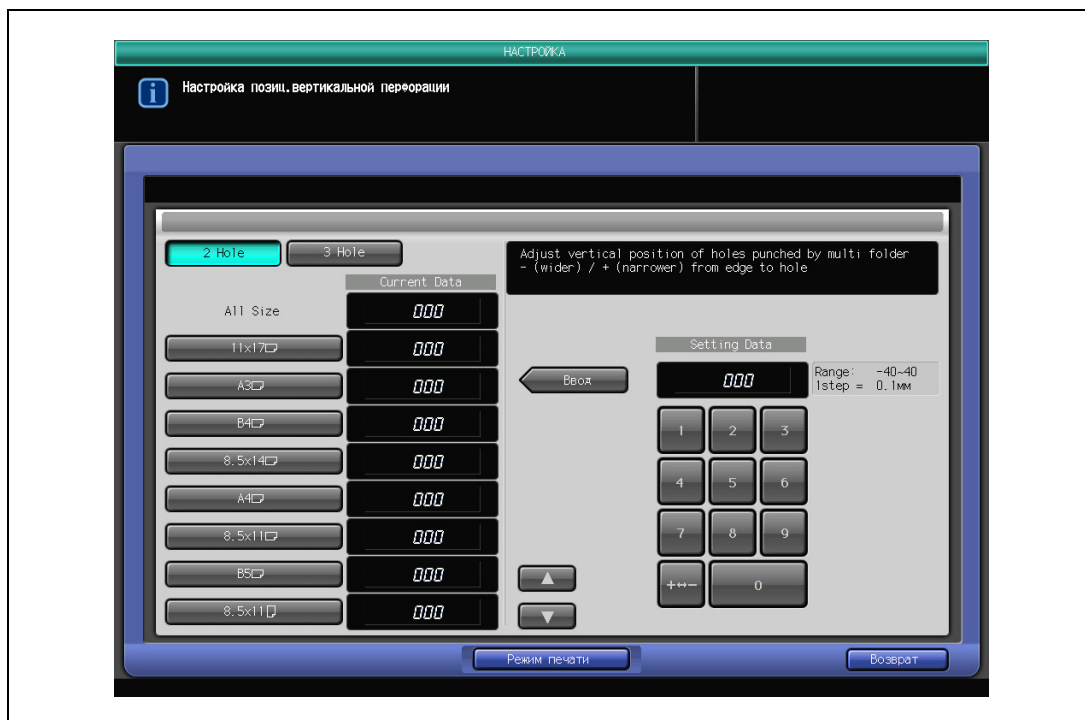 НАСТРОЙКА
Настройка позиц.вертикальной перфорации
2 Hole
3 Hole
Adjust vertical position of holes punched by multi folder
- (wider) / + (narrower) from edge to hole
Current Data
All Size 000
11x17 000
A3 000
B4 000
8.5x14 000
A4 000
8.5x11 000
B5 000
8.5x11 000
Setting Data
Ввод
000
Range: -40~40
1step = 0.1мм
1 2 3
4 5 6
7 8 9
+↔− 0
Режим печати
Возврат